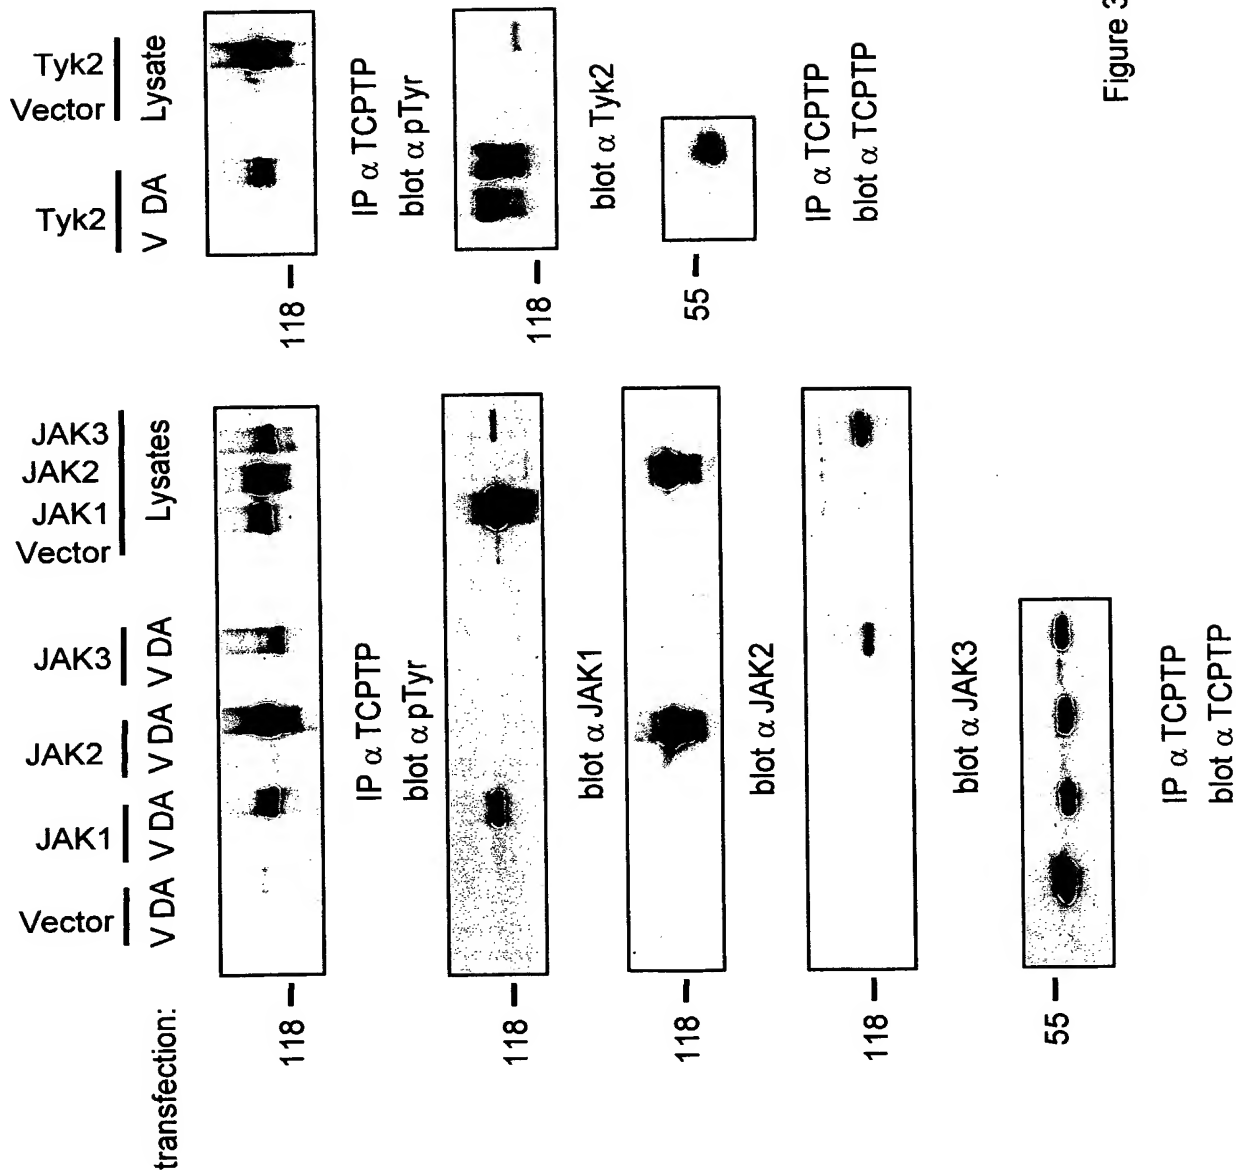 transfection:
Vector JAK1 JAK2 JAK3 Vector JAK1 JAK2 JAK3
V DA V DA V DA V DA Lysates
118
IP α TCPTP
blot α pTyr
118
blot α JAK1
118
blot α JAK2
118
blot α JAK3
55
IP α TCPTP
blot α TCPTP
Tyk2 Vector Tyk2
V DA Lysate
118
IP α TCPTP
blot α pTyr
118
blot α Tyk2
55
IP α TCPTP
blot α TCPTP
Figure 3